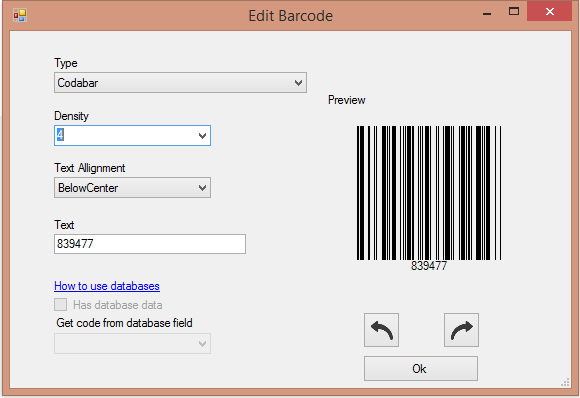 Edit Barcode
Type
Codabar
Preview
Density
4
Text Allignment
BelowCenter
Text
839477
839477
How to use databases
Has database data
Get code from database field
Ok